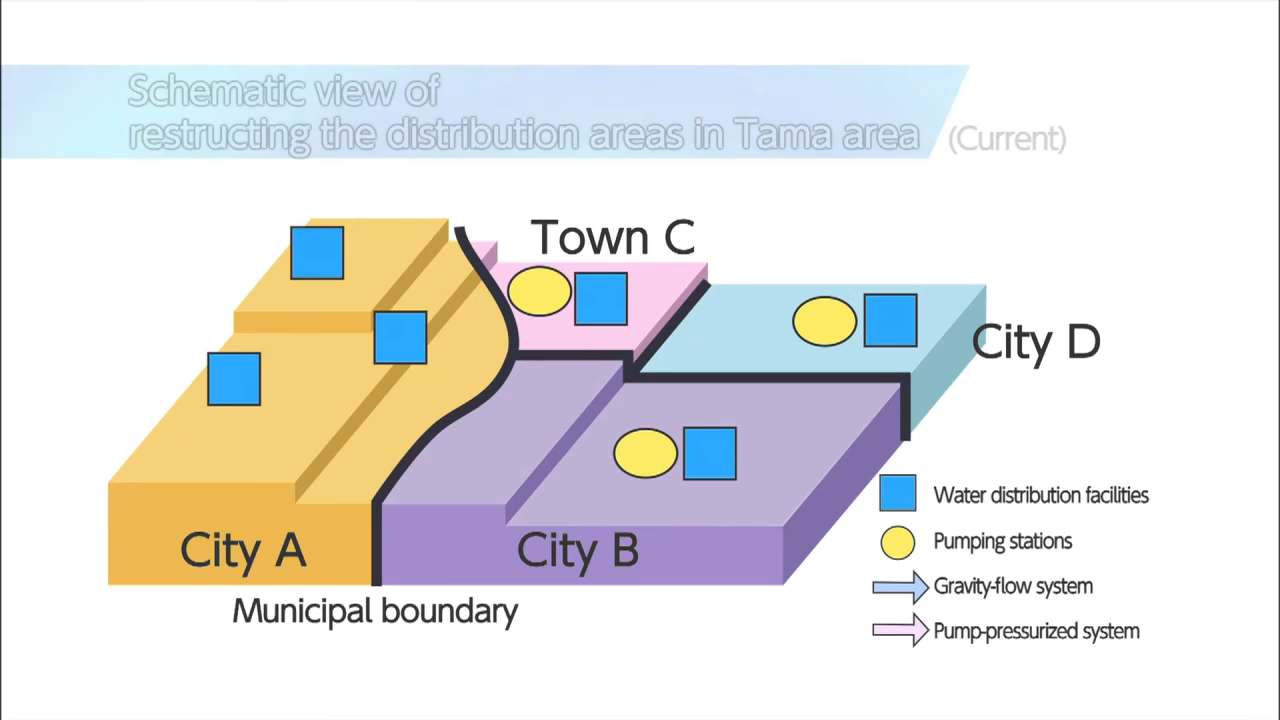 Schematic view of
restructing the distribution areas in Tama area (Current)
Town C
City D
City A
City B
Municipal boundary
Water distribution facilities
Pumping stations
Gravity-flow system
Pump-pressurized system